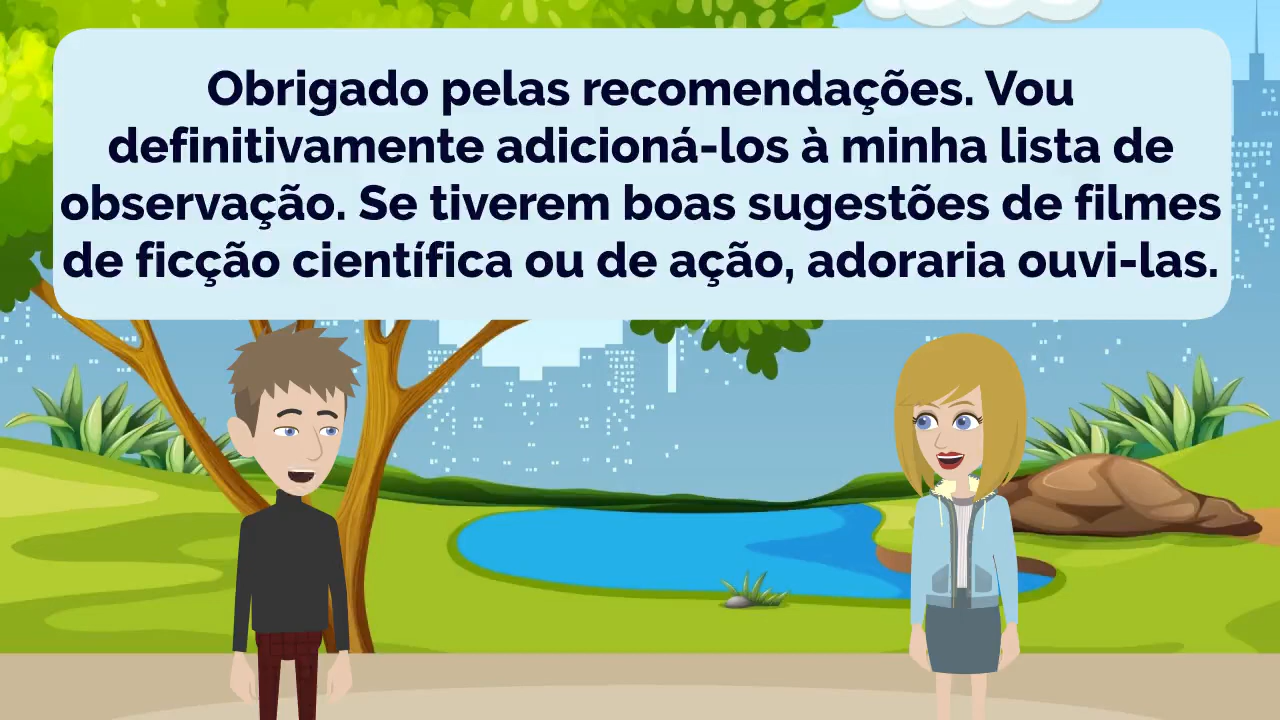 Obrigado pelas recomendações. Vou
definitivamente adicioná-los à minha lista de
observação. Se tiverem boas sugestões de filmes
de ficção científica ou de ação, adoraria ouvi-las.